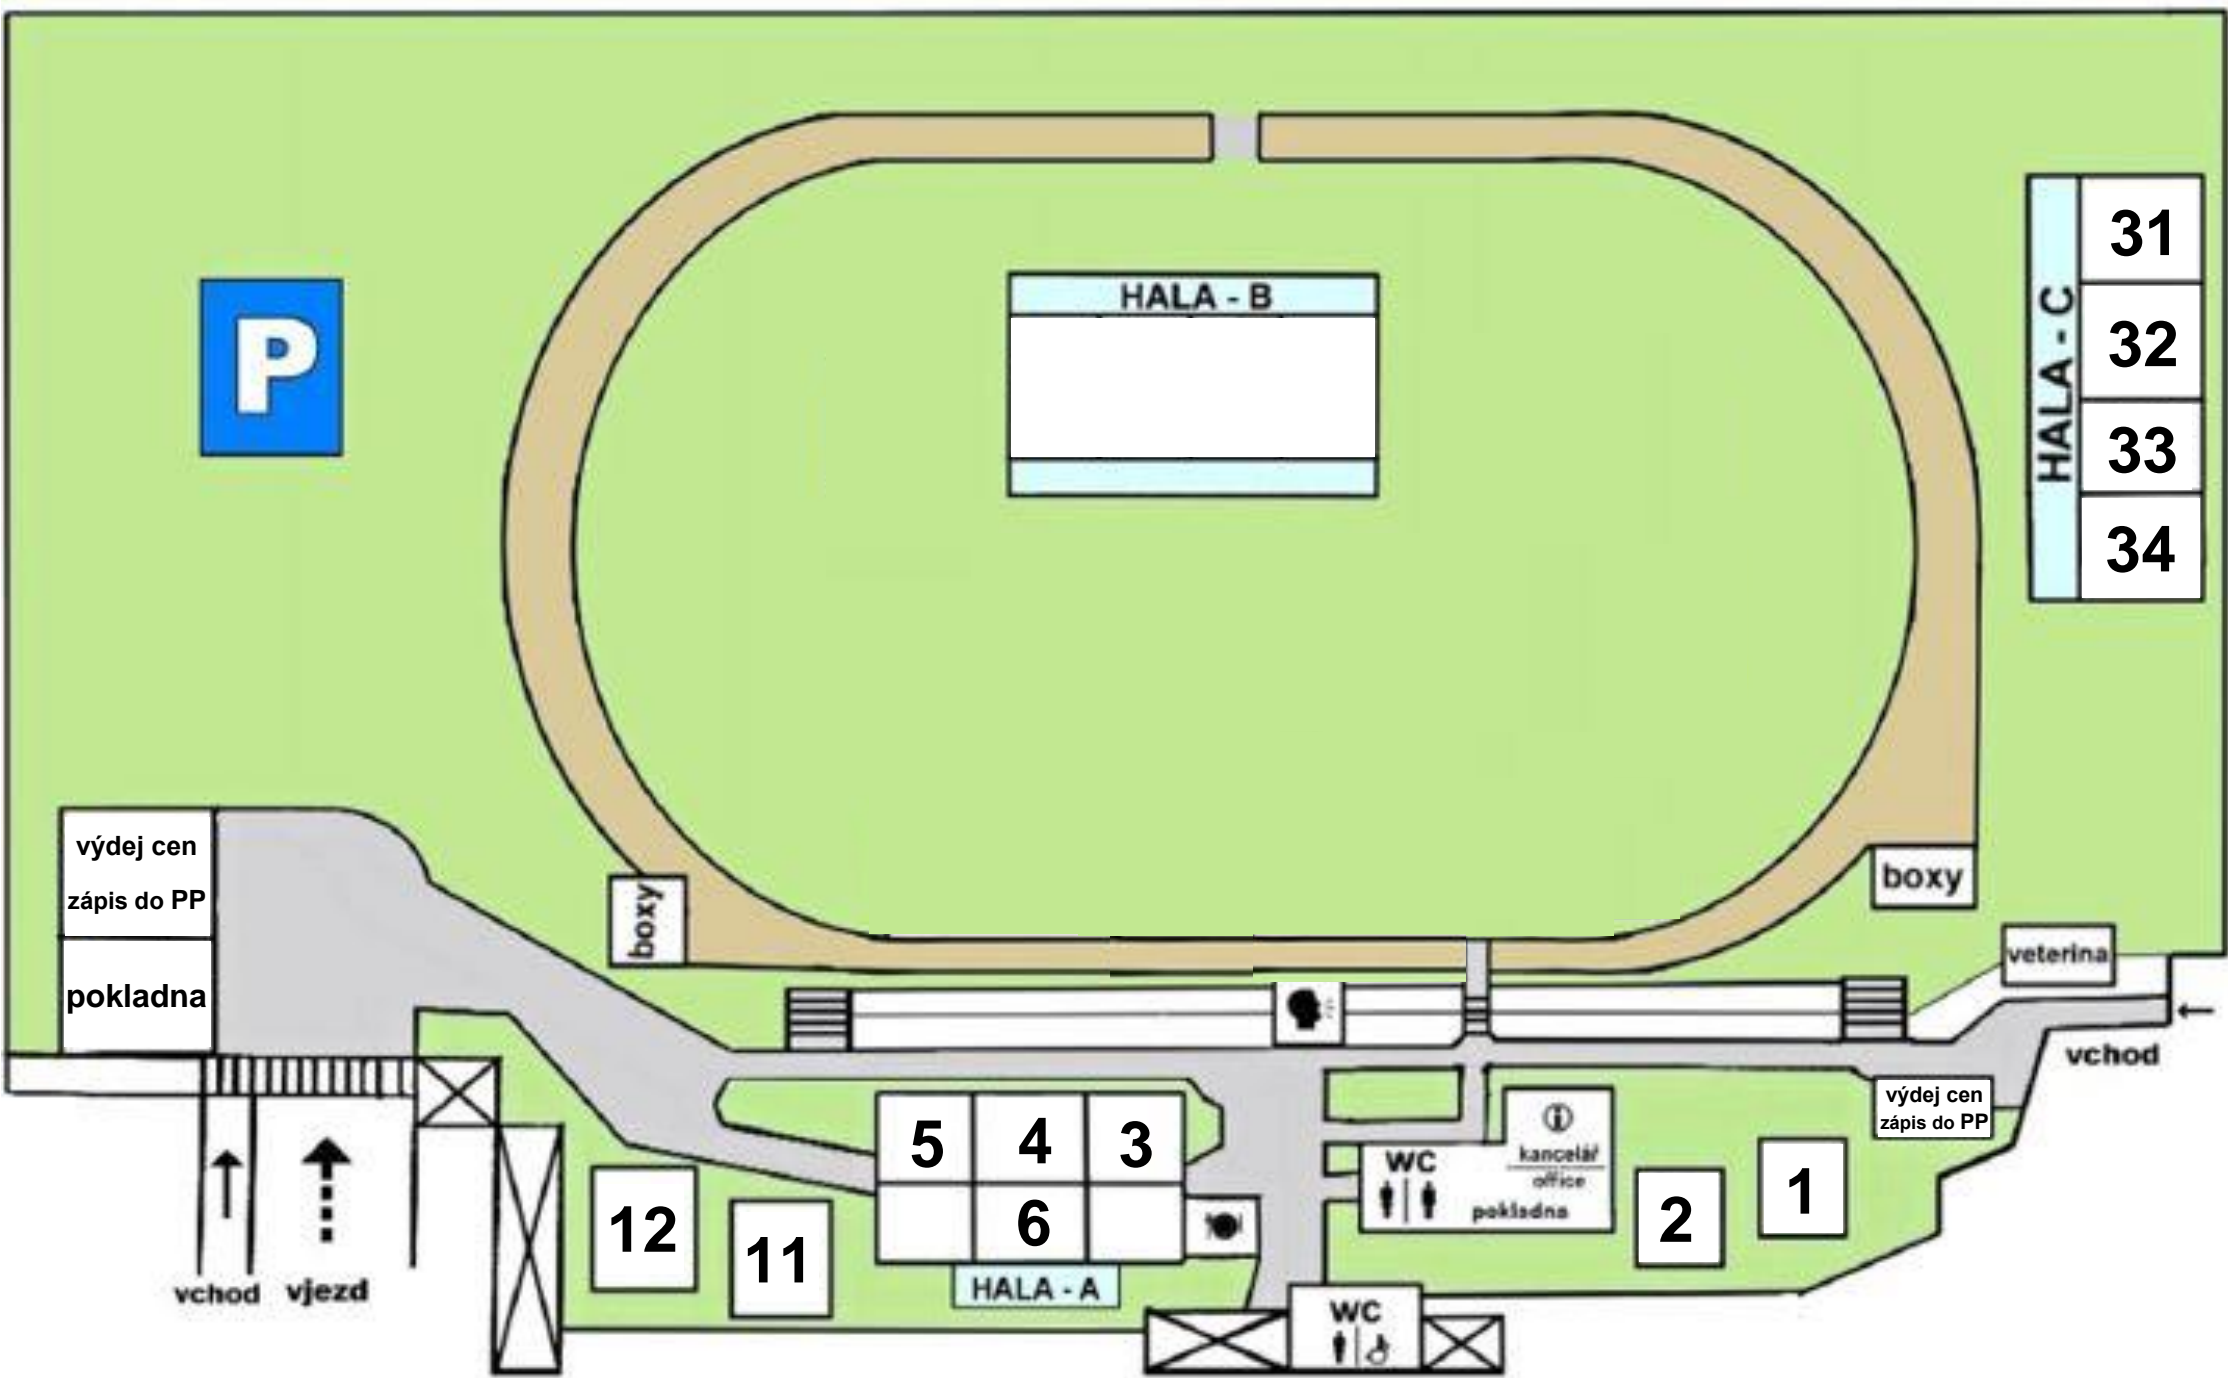 HALA - B
P
HALA - C
31
32
33
34
výdej cen
zápis do PP
pokladna
boxy
boxy
veterina
vchod
výdej cen
zápis do PP
5
4
3
6
HALA - A
12
11
WC
kancelář
office
pokladna
2
1
vchod
vjezd
WC